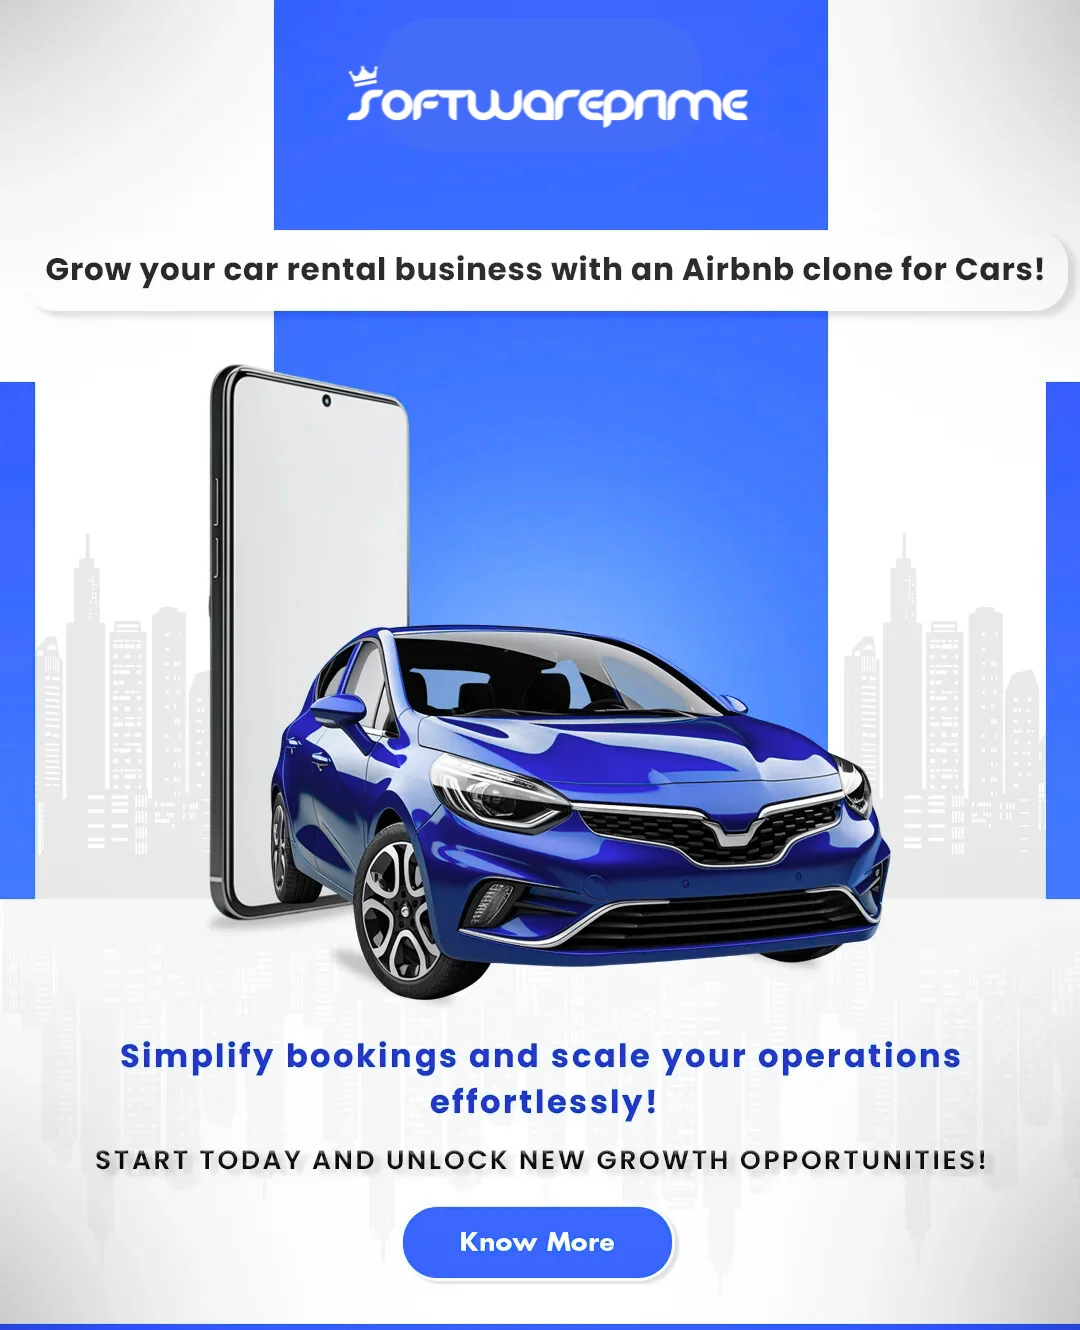 SOFTWAREPRIME
Grow your car rental business with an Airbnb clone for Cars!
Simplify bookings and scale your operations
effortlessly!
START TODAY AND UNLOCK NEW GROWTH OPPORTUNITIES!
Know More